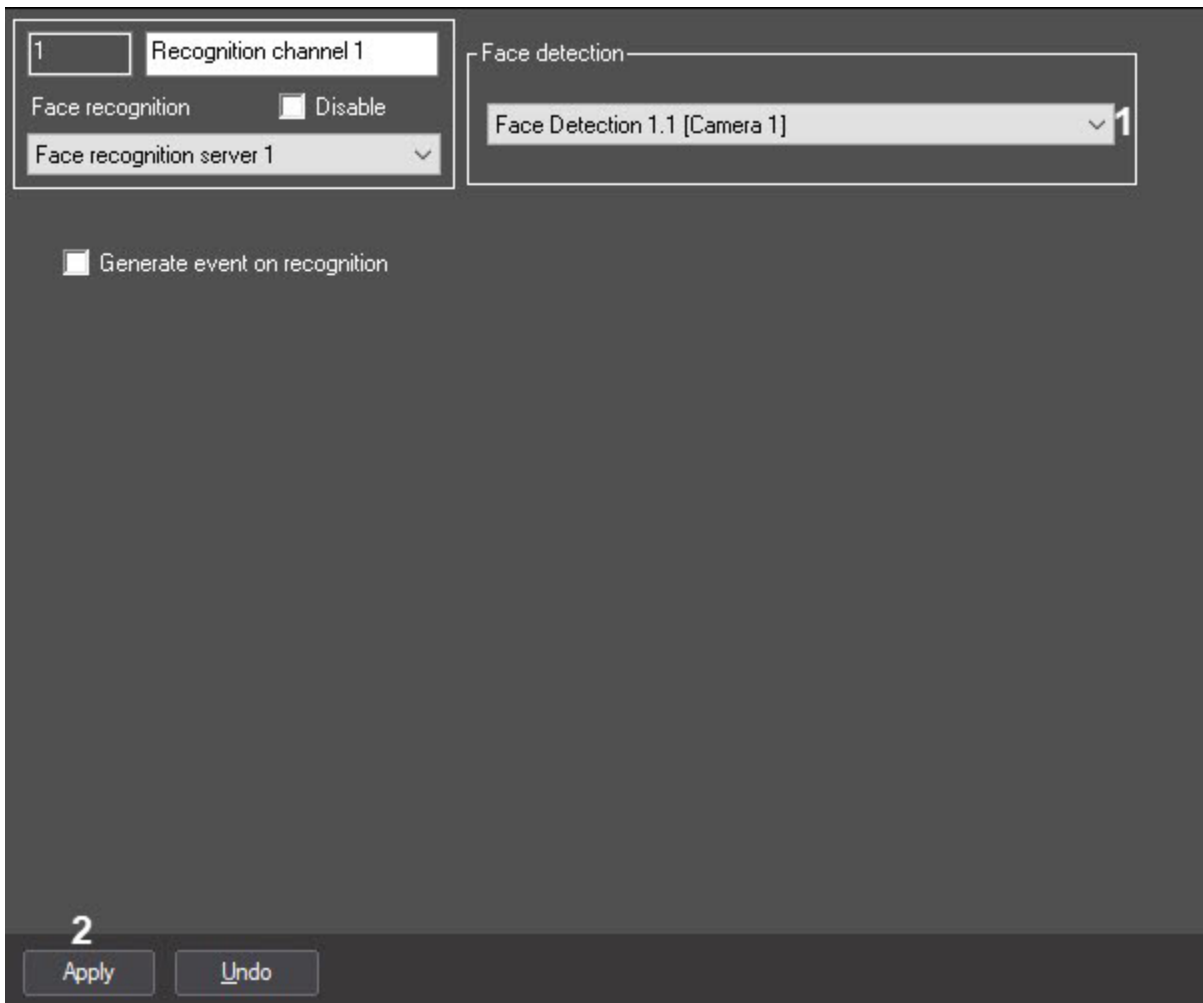 1
Recognition channel 1
Face recognition
Disable
Face recognition server 1
Face detection
Face Detection 1.1 [Camera 1]
1
Generate event on recognition
2
Apply
Undo